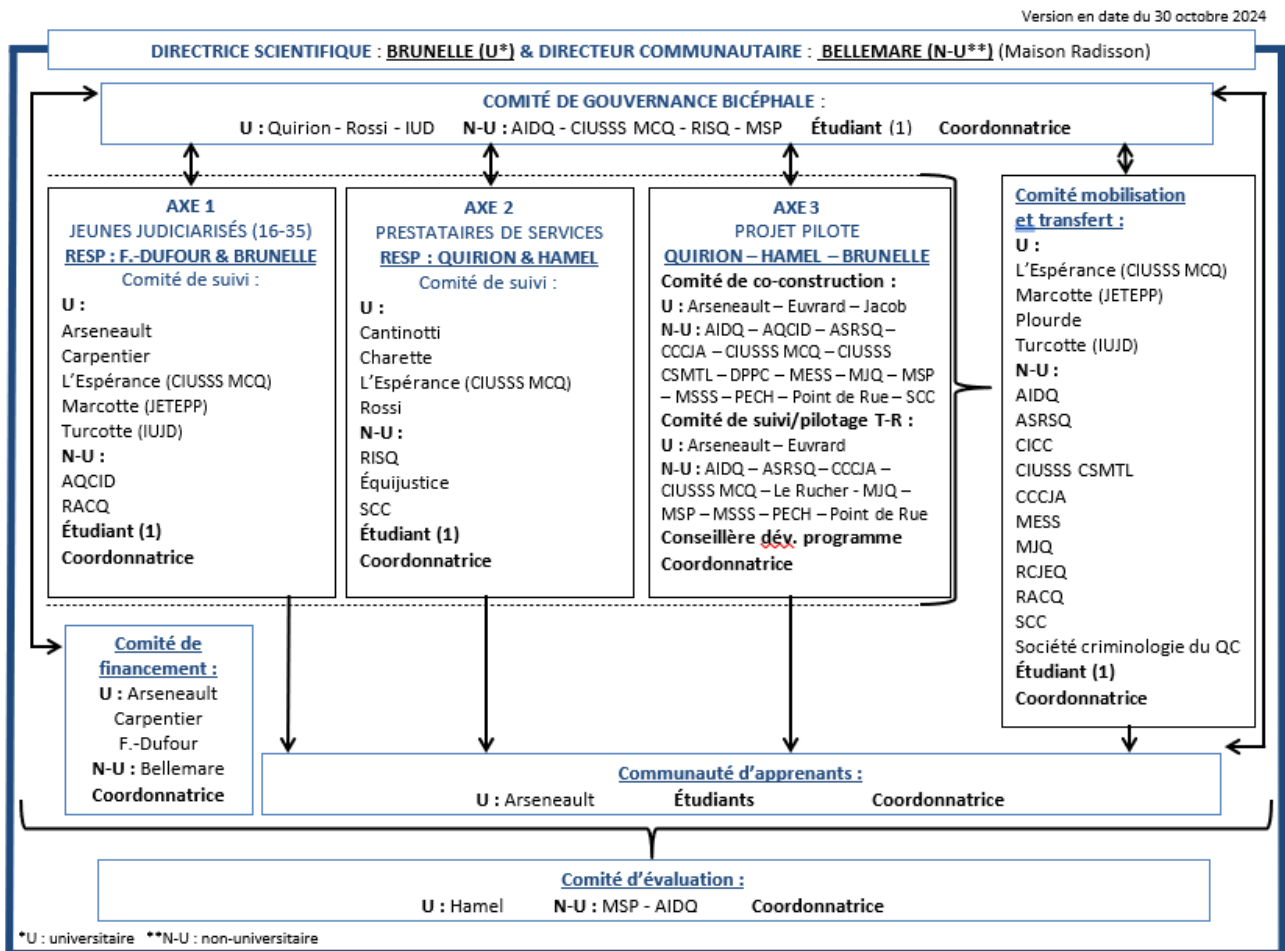 Version en date du 30 octobre 2024
DIRECTRICE SCIENTIFIQUE : BRUNELLE (U*) & DIRECTEUR COMMUNAUTAIRE : BELLEMARE (N-U**) (Maison Radisson)
COMITÉ DE GOUVERNANCE BICÉPHALE :
U : Quirion - Rossi - IUD N-U : AIDQ - CIUSSS MCQ - RISQ - MSP Étudiant (1) Coordonnatrice
AXE 1
JEUNES JUDICIARISÉS (16-35)
RESP : F.-DUFOUR & BRUNELLE
Comité de suivi :
U :
Arseneault
Carpentier
L'Espérance (CIUSSS MCQ)
Marcotte (JETEPP)
Turcotte (IUJD)
N-U :
AQCID
RACQ
Étudiant (1)
Coordonnatrice
AXE 2
PRESTATAIRES DE SERVICES
RESP : QUIRION & HAMEL
Comité de suivi :
U :
Cantinotti
Charette
L'Espérance (CIUSSS MCQ)
Rossi
N-U :
RISQ
Équijustice
SCC
Étudiant (1)
Coordonnatrice
AXE 3
PROJET PILOTE
QUIRION – HAMEL – BRUNELLE
Comité de co-construction :
U : Arseneault – Euvrard – Jacob
N-U : AIDQ – AQCID – ASRSQ –
CCCJA – CIUSSS MCQ – CIUSSS
CSMTL – DPPC – MESS – MJQ – MSP
– MSSS – PECH – Point de Rue – SCC
Comité de suivi/pilotage T-R :
U : Arseneault – Euvrard
N-U : AIDQ – ASRSQ – CCCJA –
CIUSSS MCQ – Le Rucher - MJQ –
MSP – MSSS – PECH – Point de Rue
Conseillère dév. programme
Coordonnatrice
Comité mobilisation
et transfert :
U :
L'Espérance (CIUSSS MCQ)
Marcotte (JETEPP)
Plourde
Turcotte (IUJD)
N-U :
AIDQ
ASRSQ
CICC
CIUSSS CSMTL
CCCJA
MESS
MJQ
RCJEQ
RACQ
SCC
Société criminologie du QC
Étudiant (1)
Coordonnatrice
Comité de
financement :
U : Arseneault
Carpentier
F.-Dufour
N-U : Bellemare
Coordonnatrice
Communauté d'apprenants :
U : Arseneault Étudiants Coordonnatrice
Comité d'évaluation :
U : Hamel N-U : MSP - AIDQ Coordonnatrice
*U : universitaire **N-U : non-universitaire